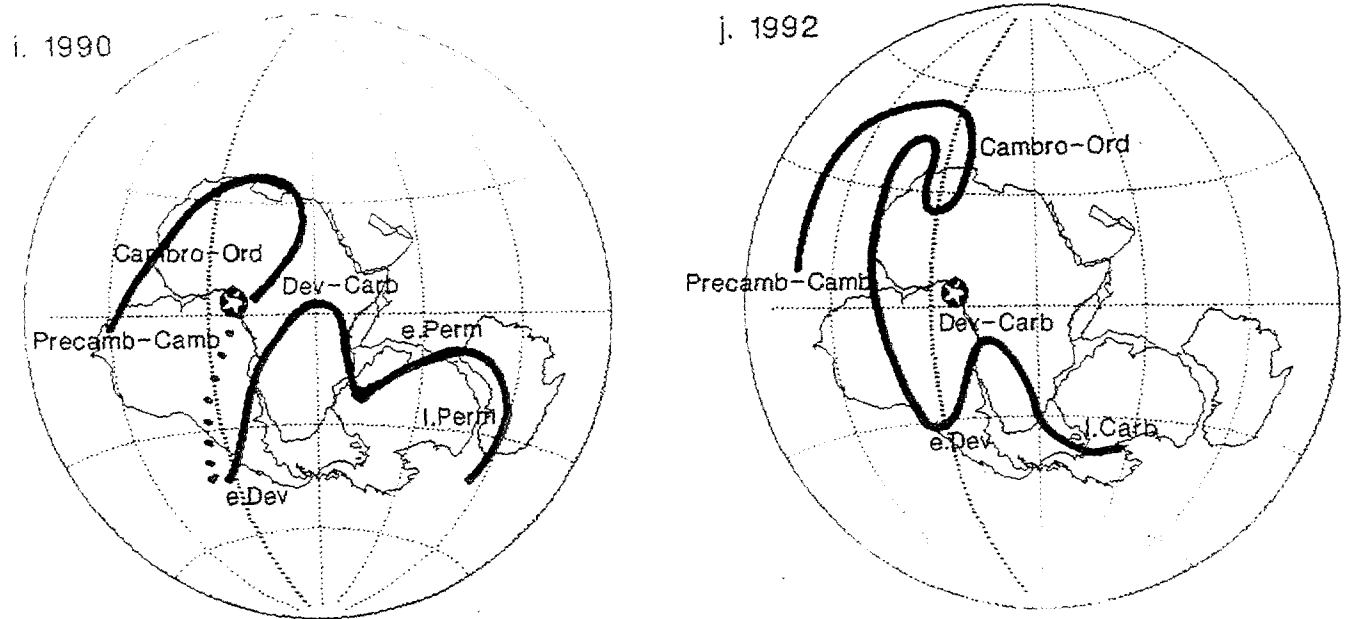 i. 1990
Cambro-Ord
Dev-Carb
Precamb-Camb
e.Perm
l.Perm
e.Dev
j. 1992
Cambro-Ord
Precamb-Camb
Dev-Carb
e.Dev
l.Carb